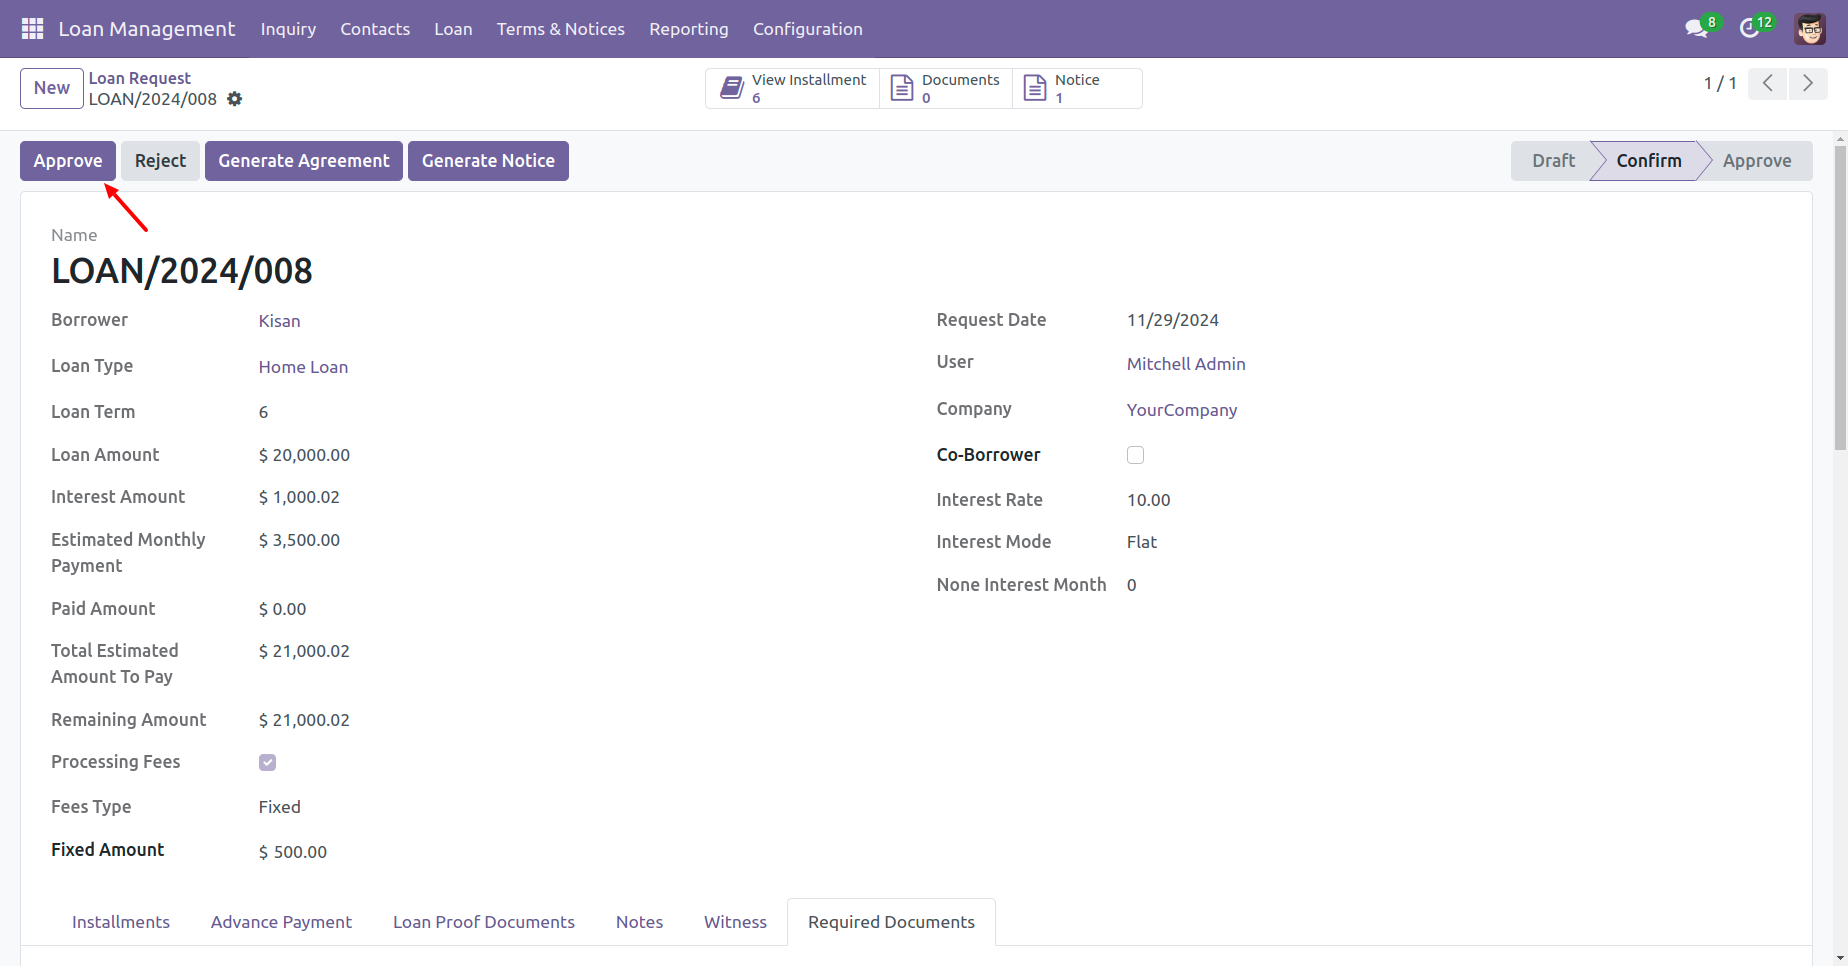 Loan Management Inquiry Contacts Loan Terms & Notices Reporting Configuration 8 12
New Loan Request
LOAN/2024/008
View Installment
6
Documents
0
Notice
1
1 / 1
Approve Reject Generate Agreement Generate Notice Draft Confirm Approve
Name
LOAN/2024/008
Borrower Kisan
Loan Type Home Loan
Loan Term 6
Loan Amount $ 20,000.00
Interest Amount $ 1,000.02
Estimated Monthly
Payment $ 3,500.00
Paid Amount $ 0.00
Total Estimated
Amount To Pay $ 21,000.02
Remaining Amount $ 21,000.02
Processing Fees
Fees Type Fixed
Fixed Amount $ 500.00
Request Date 11/29/2024
User Mitchell Admin
Company YourCompany
Co-Borrower
Interest Rate 10.00
Interest Mode Flat
None Interest Month 0
Installments Advance Payment Loan Proof Documents Notes Witness Required Documents